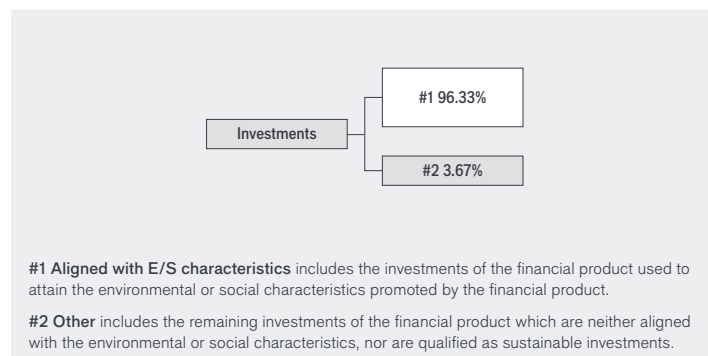 #1 96.33%
Investments
#2 3.67%
#1 Aligned with E/S characteristics includes the investments of the financial product used to
attain the environmental or social characteristics promoted by the financial product.
#2 Other includes the remaining investments of the financial product which are neither aligned
with the environmental or social characteristics, nor are qualified as sustainable investments.